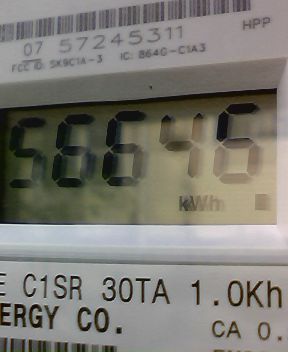 HPP
07 57245311
FCC ID: SK9C1A-3 IC: 864G-C1A3
56646
kWh
E C1SR 30TA 1.0Kh
ERGY CO.
CA 0.